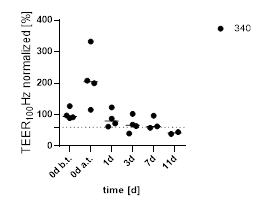 400
300
200
100
0
TEER100Hz normalized [%]
0d b.t.
0d a.t.
1d
3d
7d
11d
time [d]
340